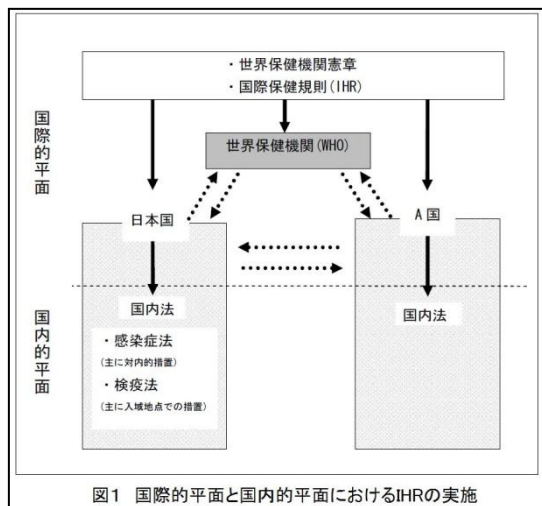 ・世界保健機関憲章
・国際保健規則(IHR)
国際的平面
世界保健機関(WHO)
日本国
A国
国内的平面
国内法
・感染症法
(主に対内的措置)
・検疫法
(主に入域地点での措置)
国内法
図1 国際的平面と国内的平面におけるIHRの実施